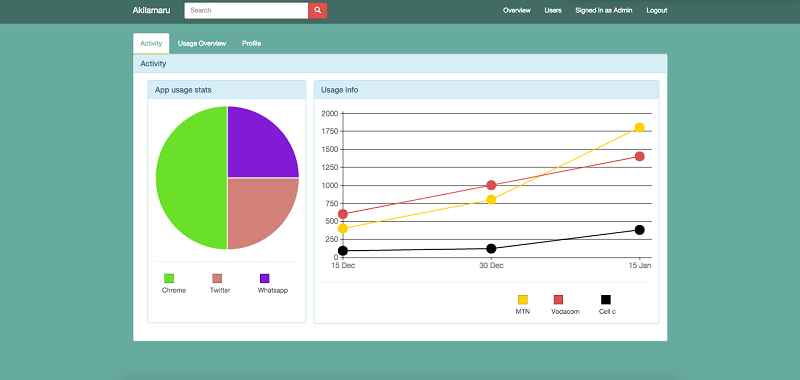 Akilamaru Search Overview Users Signed in as Admin Logout
Activity Usage Overview Profile
Activity
App usage stats
Chrome Twitter Whatsapp
Usage info
2000
1750
1500
1250
1000
750
500
250
0
15 Dec 30 Dec 15 Jan
MTN Vodacom Cell c